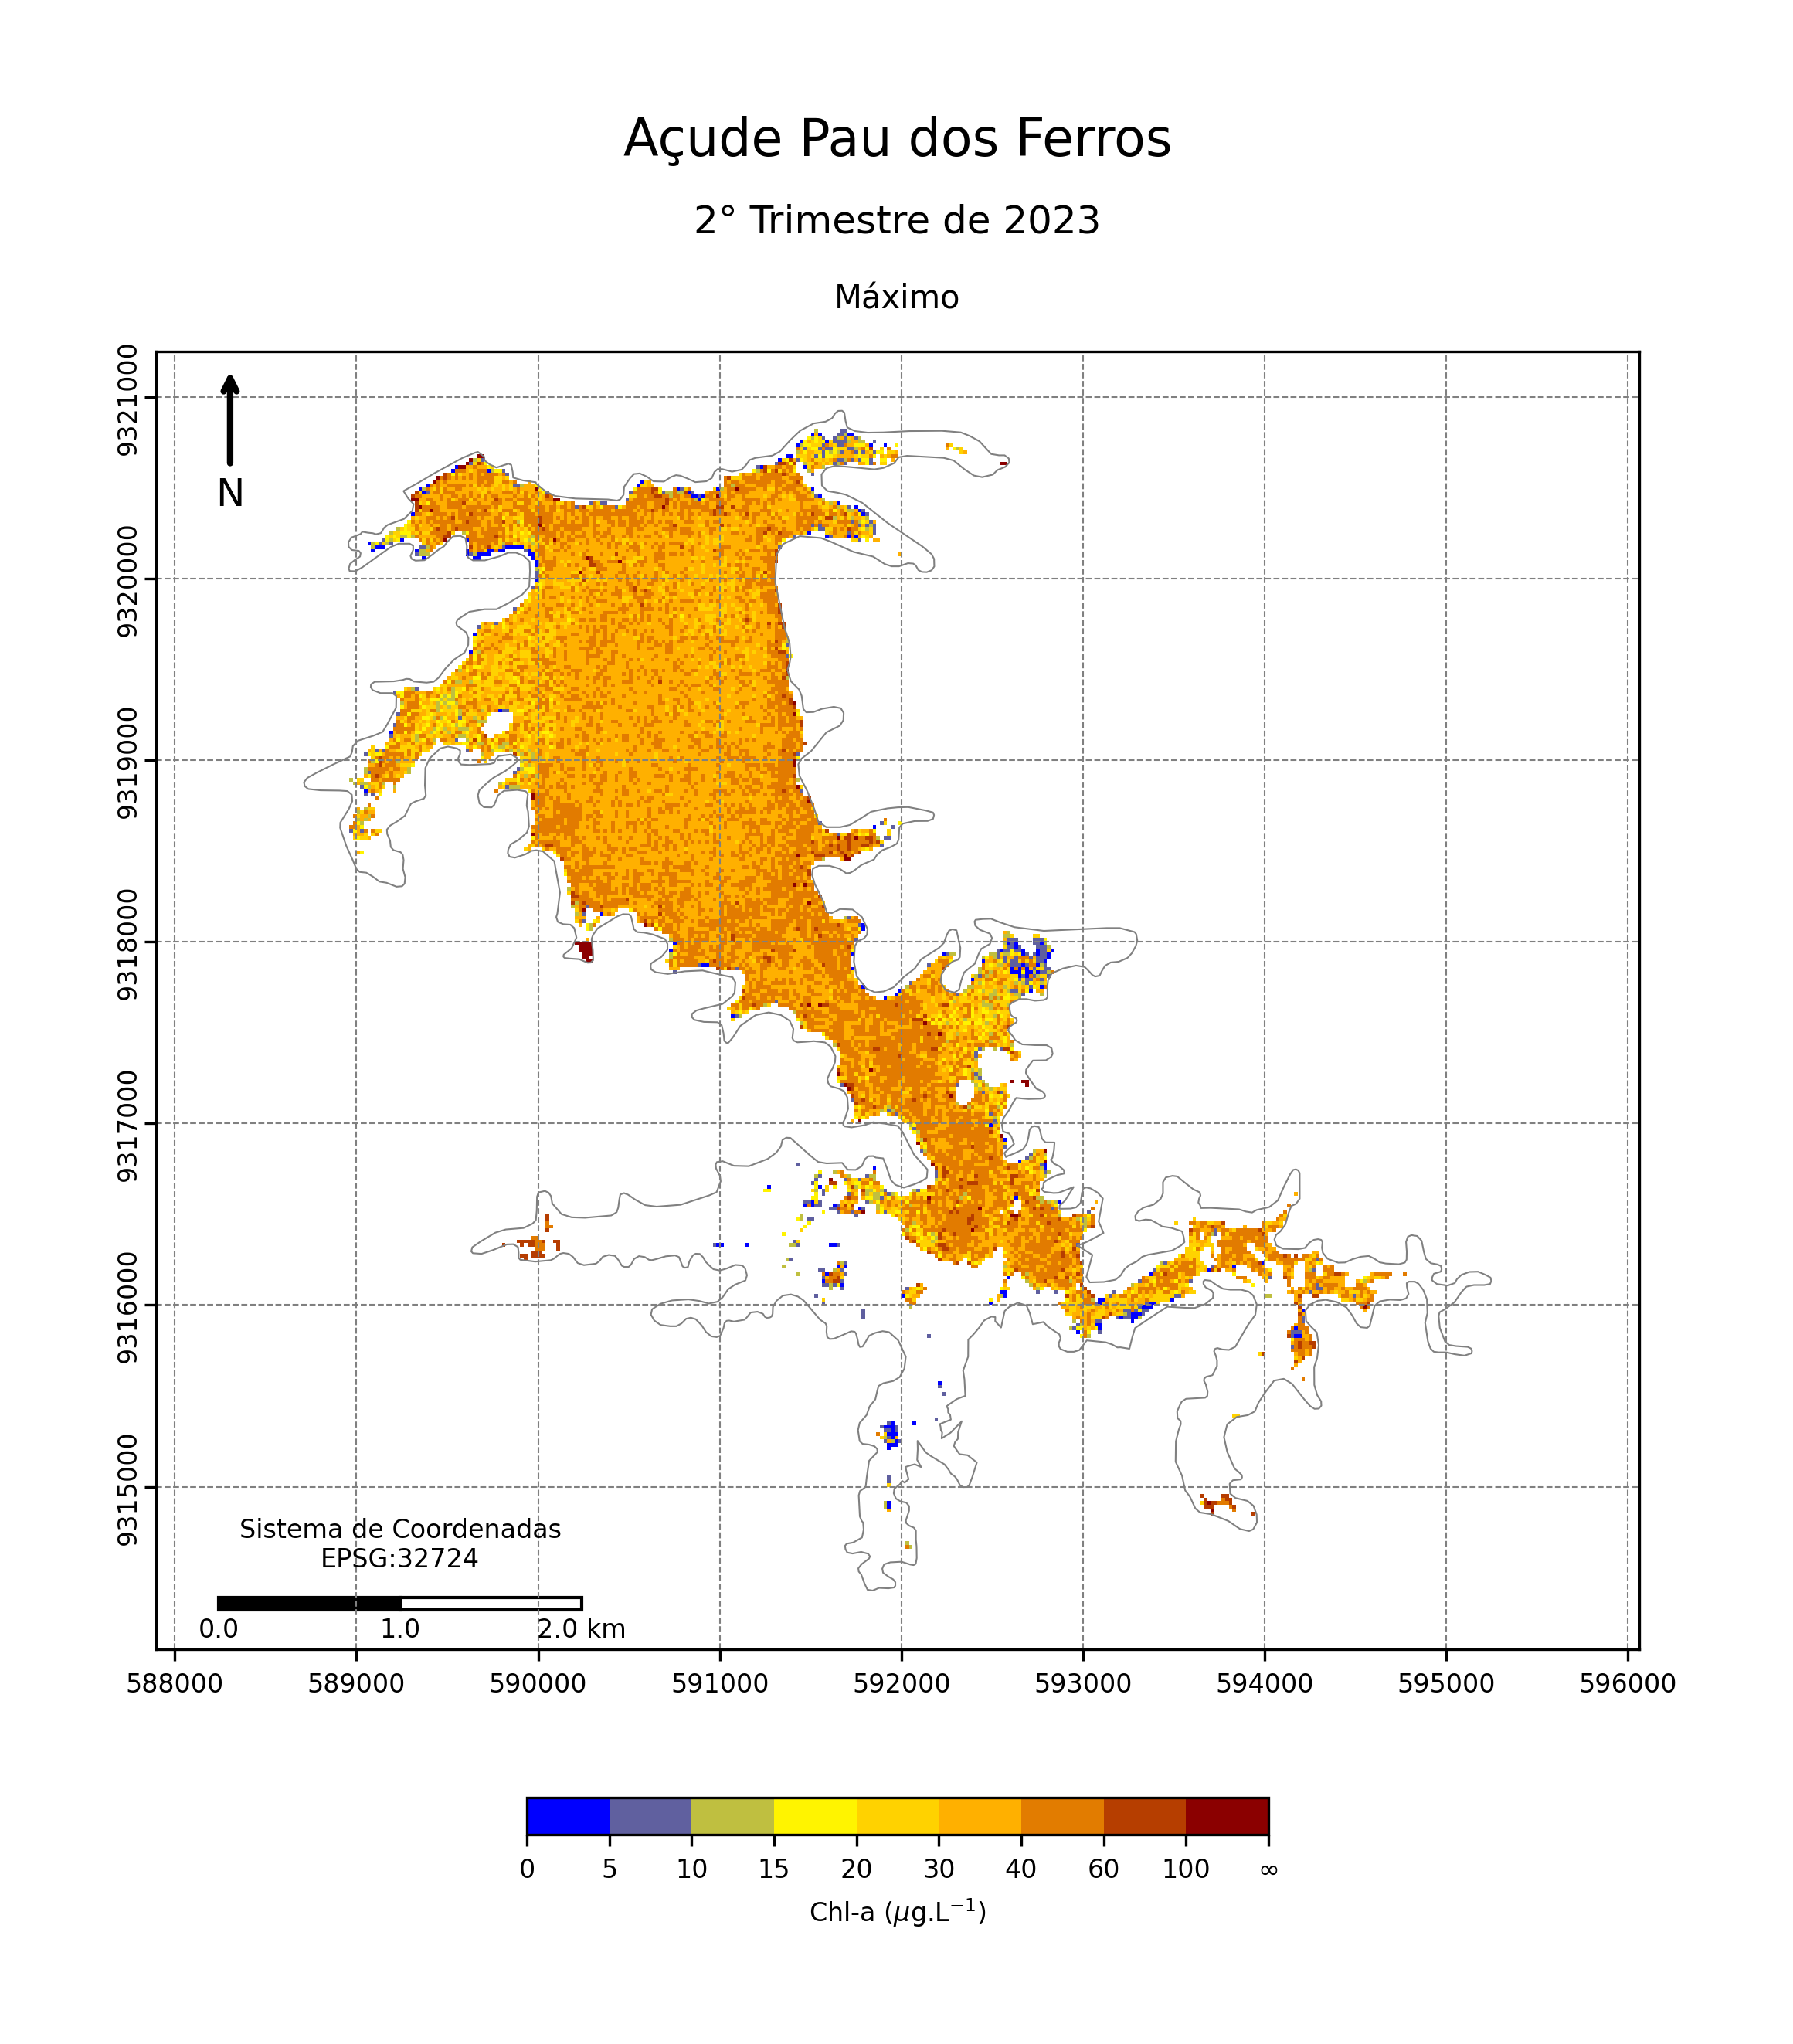 Açude Pau dos Ferros
2° Trimestre de 2023
Máximo
9321000
9320000
9319000
9318000
9317000
9316000
9315000
N
Sistema de Coordenadas
EPSG:32724
0.0 1.0 2.0 km
588000 589000 590000 591000 592000 593000 594000 595000 596000
0 5 10 15 20 30 40 60 100 ∞
Chl-a (μg.L⁻¹)